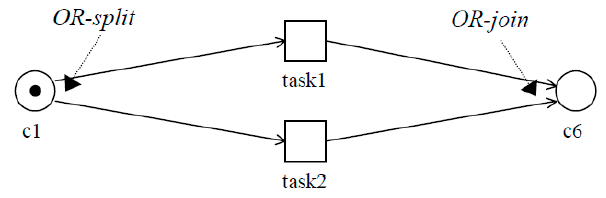 OR-split
OR-join
task1
c1
c6
task2